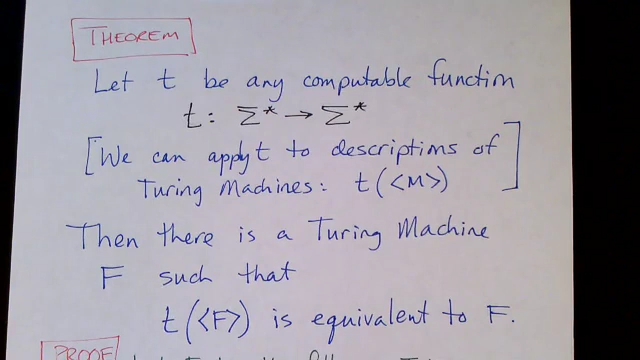 THEOREM
Let t be any computable function
t: Σ* → Σ*
[We can apply t to descriptions of
Turing Machines: t(<M>)]
Then there is a Turing Machine
F such that
t(<F>) is equivalent to F.
PROOF